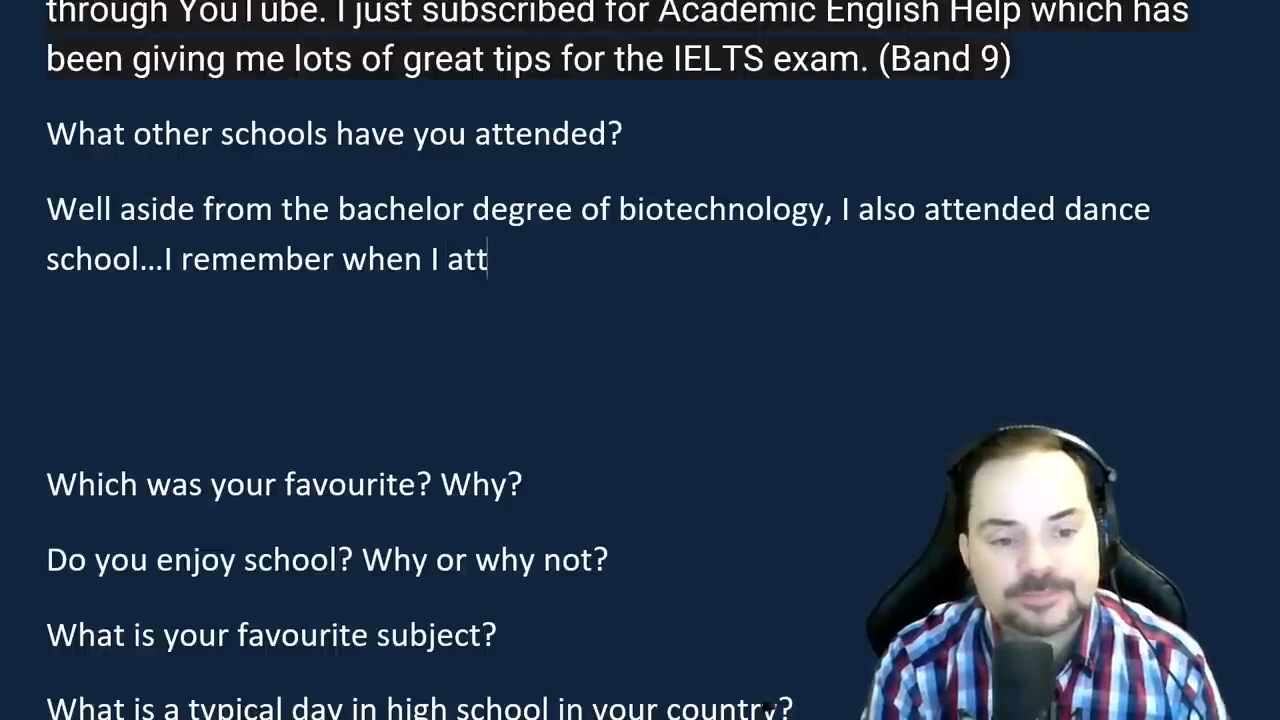 through YouTube. I just subscribed for Academic English Help which has
been giving me lots of great tips for the IELTS exam. (Band 9)
What other schools have you attended?
Well aside from the bachelor degree of biotechnology, I also attended dance
school…I remember when I att
Which was your favourite? Why?
Do you enjoy school? Why or why not?
What is your favourite subject?
What is a typical day in high school in your country?